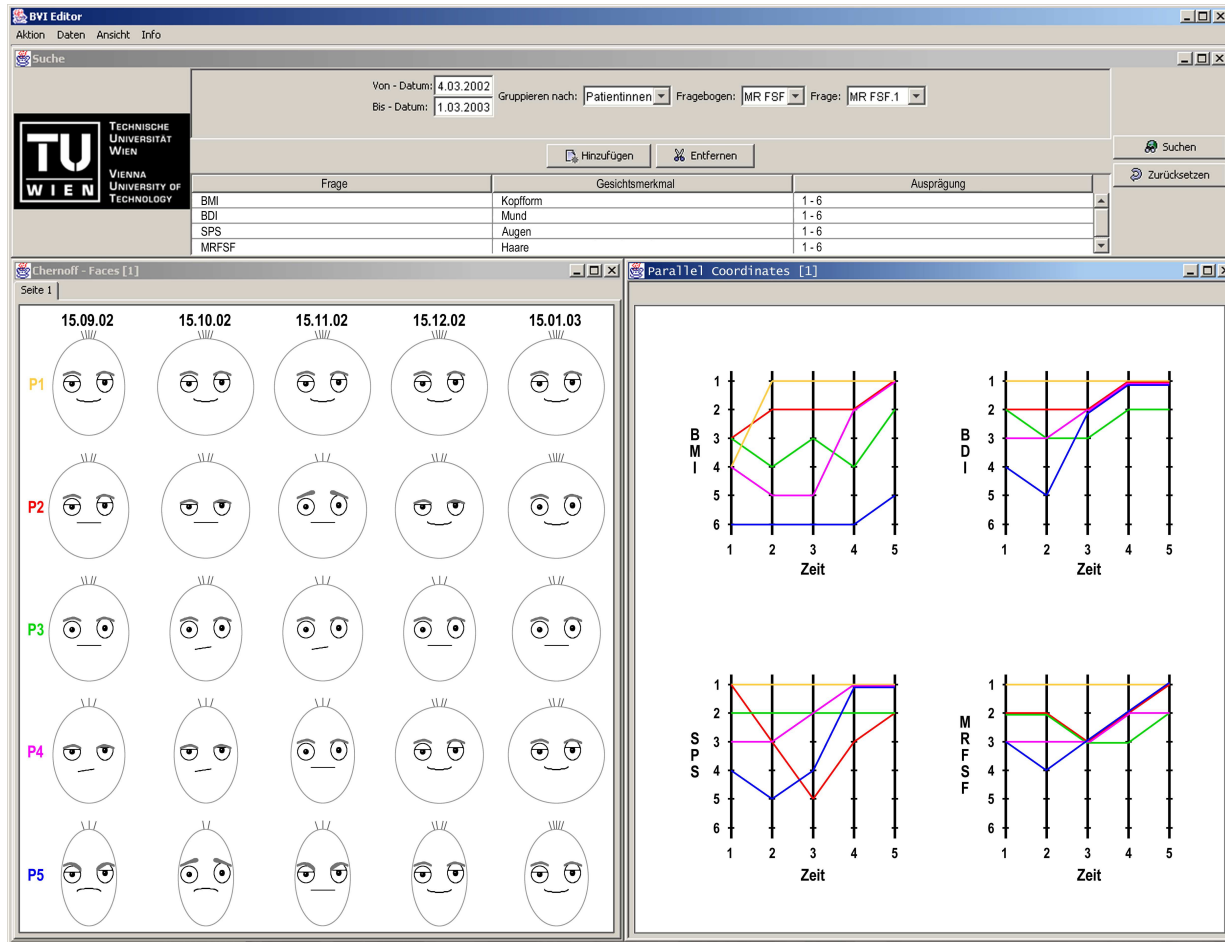 BVI Editor
Aktion Daten Ansicht Info
Suche
TU
WIEN
TECHNISCHE
UNIVERSITÄT
WIEN
VIENNA
UNIVERSITY OF
TECHNOLOGY
Von - Datum: 4.03.2002
Bis - Datum: 1.03.2003
Gruppieren nach: Patientinnen Fragebogen: MR FSF Frage: MR FSF.1
Hinzufügen Entfernen
Suchen
Zurücksetzen
Frage Gesichtsmerkmal Ausprägung
BMI Kopfform 1 - 6
BDI Mund 1 - 6
SPS Augen 1 - 6
MRFSF Haare 1 - 6
Chernoff - Faces [1]
Seite 1
15.09.02 15.10.02 15.11.02 15.12.02 15.01.03
P1
P2
P3
P4
P5
Parallel Coordinates [1]
BMI
1
2
3
4
5
6
1 2 3 4 5
Zeit
BDI
1
2
3
4
5
6
1 2 3 4 5
Zeit
SPS
1
2
3
4
5
6
1 2 3 4 5
Zeit
MRFSF
1
2
3
4
5
6
1 2 3 4 5
Zeit